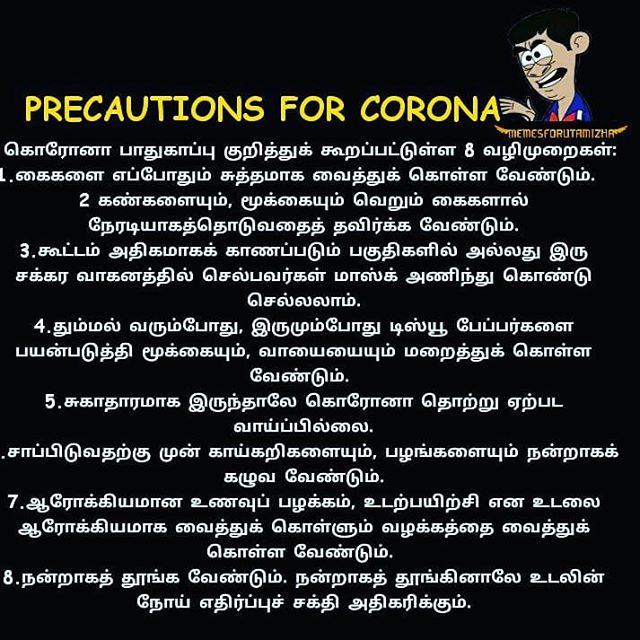 PRECAUTIONS FOR CORONA
MEMESFORUTAMIZHA
கொரோனா பாதுகாப்பு குறித்துக் கூறப்பட்டுள்ள 8 வழிமுறைகள்:
1.கைகளை எப்போதும் சுத்தமாக வைத்துக் கொள்ள வேண்டும்.
2 கண்களையும், மூக்கையும் வெறும் கைகளால்
நேரடியாகத்தொடுவதைத் தவிர்க்க வேண்டும்.
3.கூட்டம் அதிகமாகக் காணப்படும் பகுதிகளில் அல்லது இரு
சக்கர வாகனத்தில் செல்பவர்கள் மாஸ்க் அணிந்து கொண்டு
செல்லலாம்.
4.தும்மல் வரும்போது, இருமும்போது டிஸ்யூ பேப்பர்களை
பயன்படுத்தி மூக்கையும், வாயையையும் மறைத்துக் கொள்ள
வேண்டும்.
5.சுகாதாரமாக இருந்தாலே கொரோனா தொற்று ஏற்பட
வாய்ப்பில்லை.
.சாப்பிடுவதற்கு முன் காய்கறிகளையும், பழங்களையும் நன்றாகக்
கழுவ வேண்டும்.
7.ஆரோக்கியமான உணவுப் பழக்கம், உடற்பயிற்சி என உடலை
ஆரோக்கியமாக வைத்துக் கொள்ளும் வழக்கத்தை வைத்துக்
கொள்ள வேண்டும்.
8.நன்றாகத் தூங்க வேண்டும். நன்றாகத் தூங்கினாலே உடலின்
நோய் எதிர்ப்புச் சக்தி அதிகரிக்கும்.